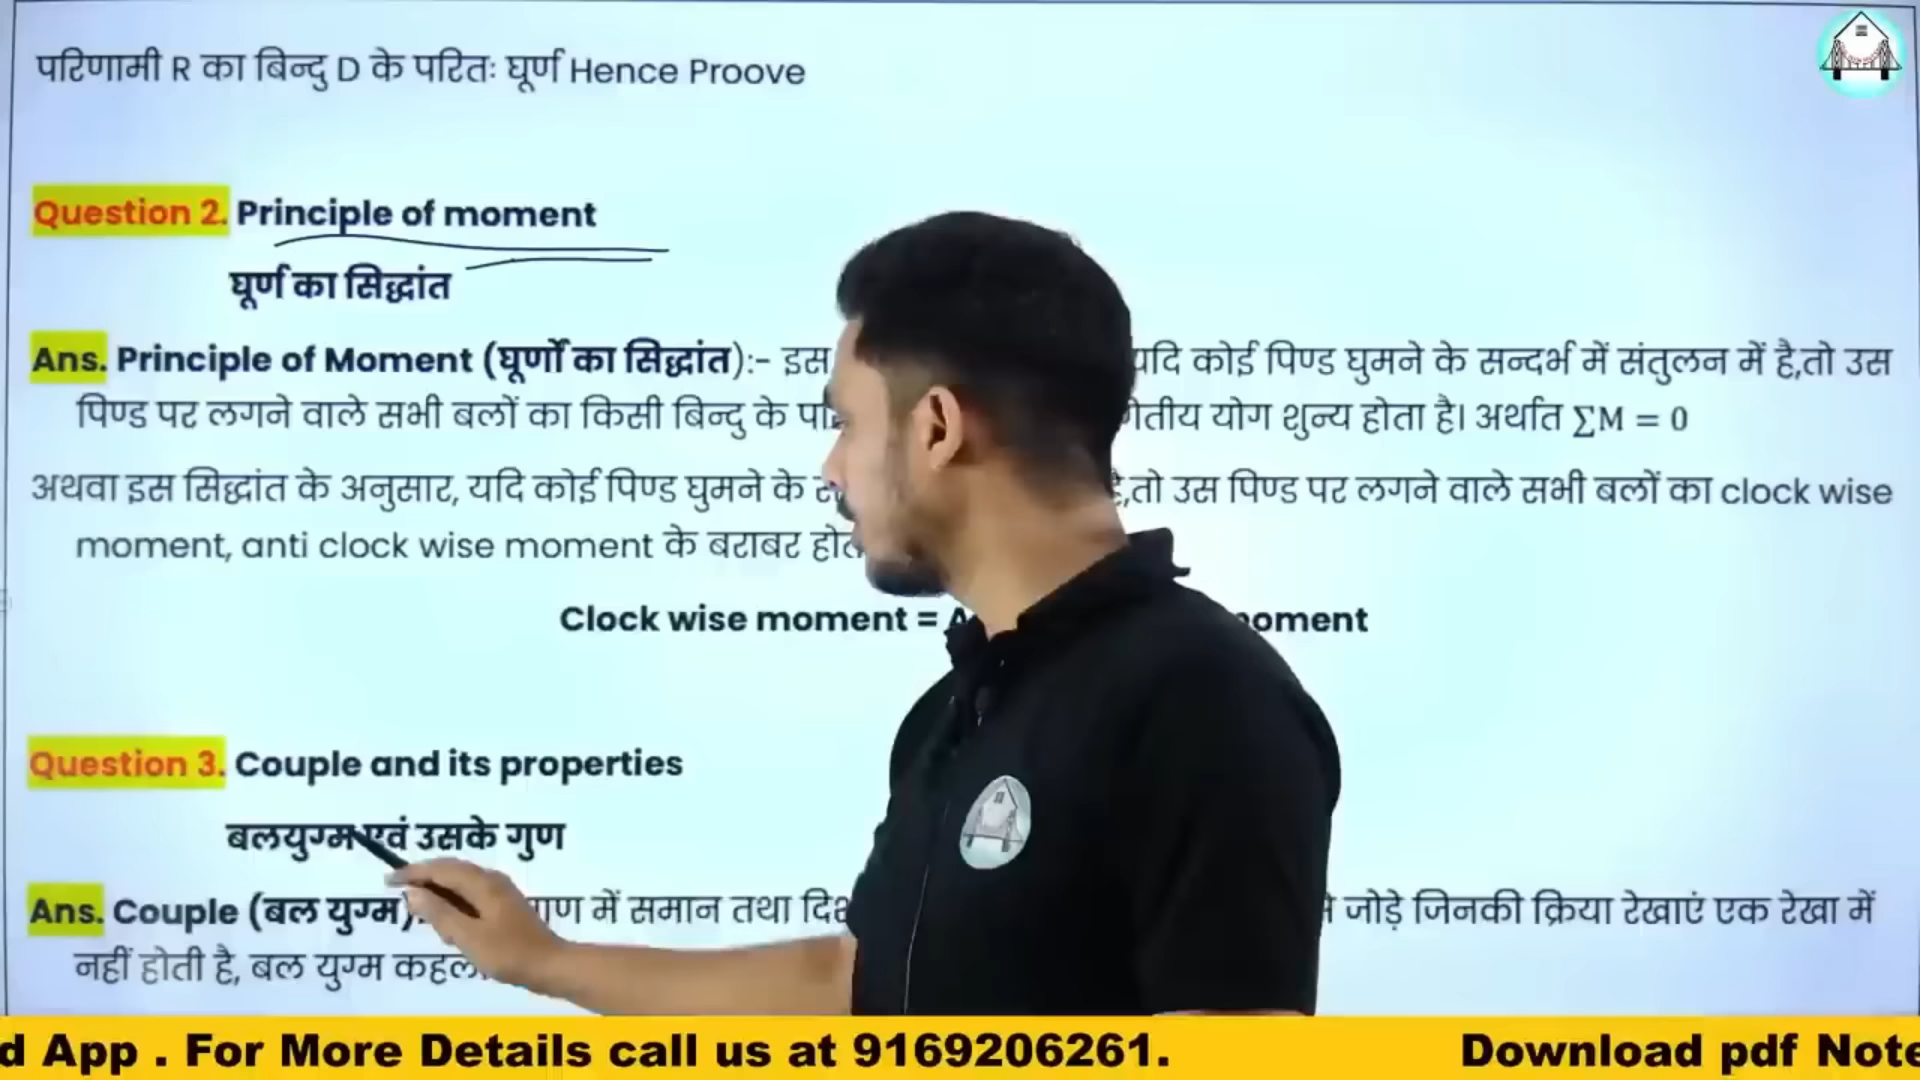 परिणामी R का बिन्दु D के परितः घूर्ण Hence Proove
Question 2. Principle of moment
घूर्ण का सिद्धांत
Ans. Principle of Moment (घूर्णों का सिद्धांत):- इस यदि कोई पिण्ड घुमने के सन्दर्भ में संतुलन में है,तो उस
पिण्ड पर लगने वाले सभी बलों का किसी बिन्दु के योग शुन्य होता है। अर्थात ∑M = 0
अथवा इस सिद्धांत के अनुसार, यदि कोई पिण्ड घुमने के है,तो उस पिण्ड पर लगने वाले सभी बलों का clock wise
moment, anti clock wise moment के बराबर
Clock wise moment = moment
Question 3. Couple and its properties
बलयुग्म एवं उसके गुण
Ans. Couple (बल युग्म) में समान तथा जोड़े जिनकी क्रिया रेखाएं एक रेखा में
नहीं होती है, बल युग्म
d App . For More Details call us at 9169206261. Download pdf Note